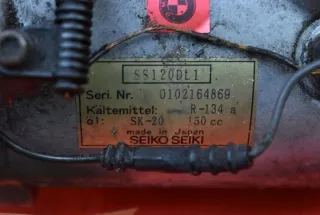 SS120DL1
Seri. Nr. 0102164869
Kältemittel: R-134 a
öl: SK-20 150 cc
made in Japan
SEIKO SEIKI